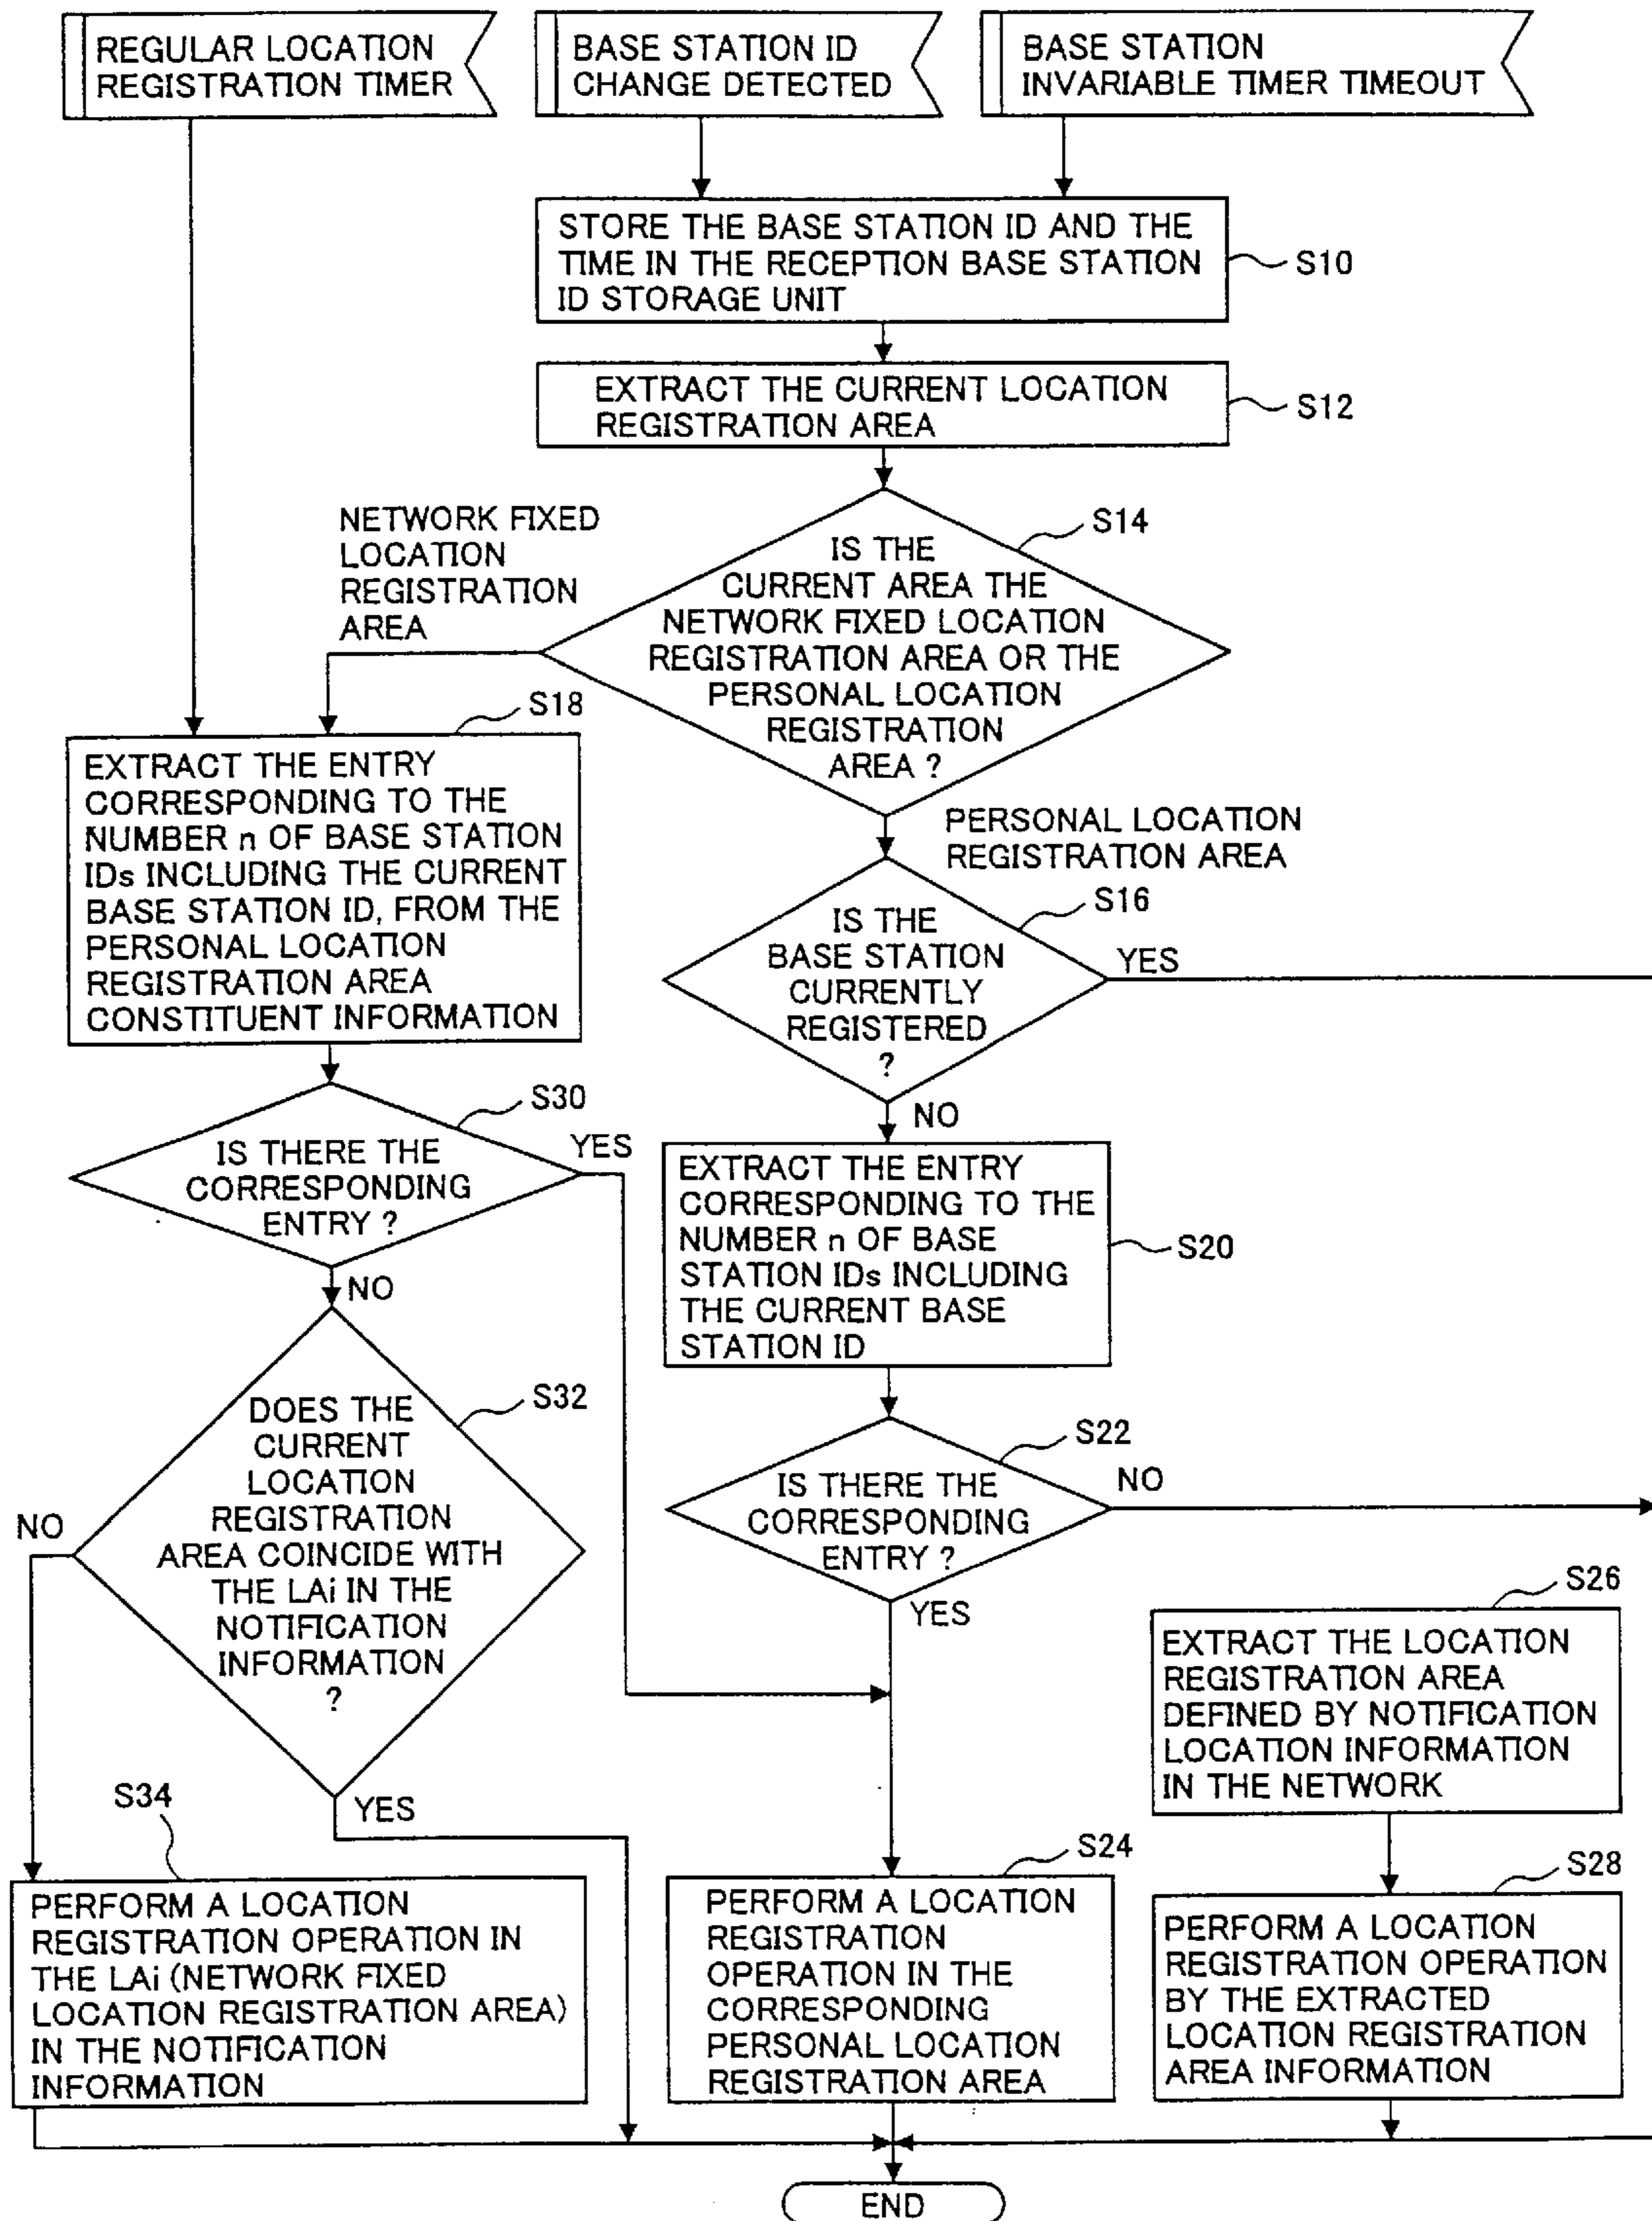 REGULAR LOCATION
REGISTRATION TIMER
BASE STATION ID
CHANGE DETECTED
BASE STATION
INVARIABLE TIMER TIMEOUT
STORE THE BASE STATION ID AND THE
TIME IN THE RECEPTION BASE STATION
ID STORAGE UNIT
S10
EXTRACT THE CURRENT LOCATION
REGISTRATION AREA
S12
NETWORK FIXED
LOCATION
REGISTRATION
AREA
S14
IS THE
CURRENT AREA THE
NETWORK FIXED LOCATION
REGISTRATION AREA OR THE
PERSONAL LOCATION
REGISTRATION
AREA ?
S18
EXTRACT THE ENTRY
CORRESPONDING TO THE
NUMBER n OF BASE STATION
IDs INCLUDING THE CURRENT
BASE STATION ID, FROM THE
PERSONAL LOCATION
REGISTRATION AREA
CONSTITUENT INFORMATION
PERSONAL LOCATION
REGISTRATION AREA
S16
IS THE
BASE STATION
CURRENTLY
REGISTERED
?
YES
NO
S30
IS THERE THE
CORRESPONDING
ENTRY ?
YES
NO
EXTRACT THE ENTRY
CORRESPONDING TO THE
NUMBER n OF BASE
STATION IDs INCLUDING
THE CURRENT BASE
STATION ID
S20
S32
DOES THE
CURRENT
LOCATION
REGISTRATION
AREA COINCIDE WITH
THE LAi IN THE
NOTIFICATION
INFORMATION
?
NO
YES
S22
IS THERE THE
CORRESPONDING
ENTRY ?
NO
YES
S26
EXTRACT THE LOCATION
REGISTRATION AREA
DEFINED BY NOTIFICATION
LOCATION INFORMATION
IN THE NETWORK
S34
PERFORM A LOCATION
REGISTRATION OPERATION IN
THE LAi (NETWORK FIXED
LOCATION REGISTRATION AREA)
IN THE NOTIFICATION
INFORMATION
S24
PERFORM A LOCATION
REGISTRATION
OPERATION IN THE
CORRESPONDING
PERSONAL LOCATION
REGISTRATION AREA
S28
PERFORM A LOCATION
REGISTRATION OPERATION
BY THE EXTRACTED
LOCATION REGISTRATION
AREA INFORMATION
END